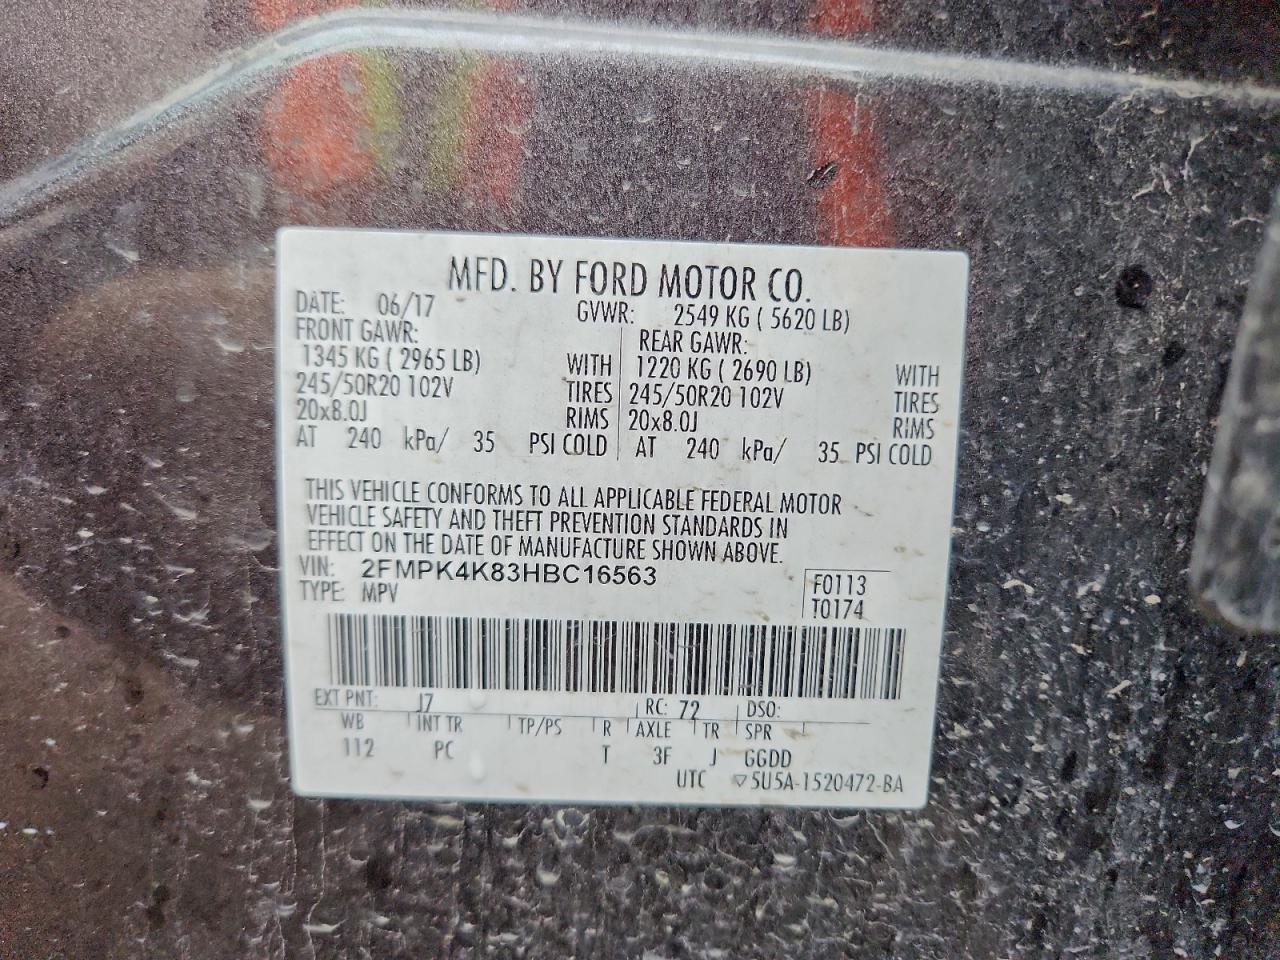 MFD. BY FORD MOTOR CO.
DATE: 06/17 GVWR: 2549 KG ( 5620 LB)
FRONT GAWR: REAR GAWR:
1345 KG ( 2965 LB) WITH 1220 KG ( 2690 LB) WITH
245/50R20 102V TIRES 245/50R20 102V TIRES
20x8.0J RIMS 20x8.0J RIMS
AT 240 kPa/ 35 PSI COLD AT 240 kPa/ 35 PSI COLD
THIS VEHICLE CONFORMS TO ALL APPLICABLE FEDERAL MOTOR
VEHICLE SAFETY AND THEFT PREVENTION STANDARDS IN
EFFECT ON THE DATE OF MANUFACTURE SHOWN ABOVE.
VIN: 2FMPK4K83HBC16563 F0113
TYPE: MPV T0174
EXT PNT: J7 RC: 72 DSO:
WB INT TR TP/PS R AXLE TR SPR
112 PC T 3F J GGDD
UTC ▽5U5A-1520472-BA